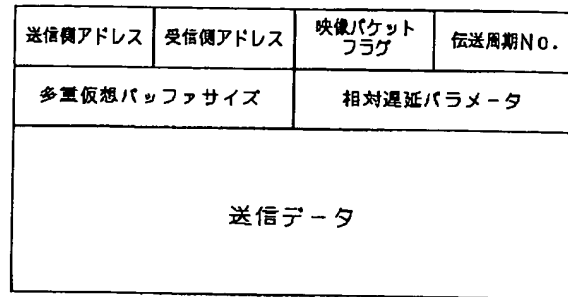 送信側アドレス
受信側アドレス
映像パケット
フラグ
伝送周期No.
多重仮想バッファサイズ
相対遅延パラメータ
送信データ